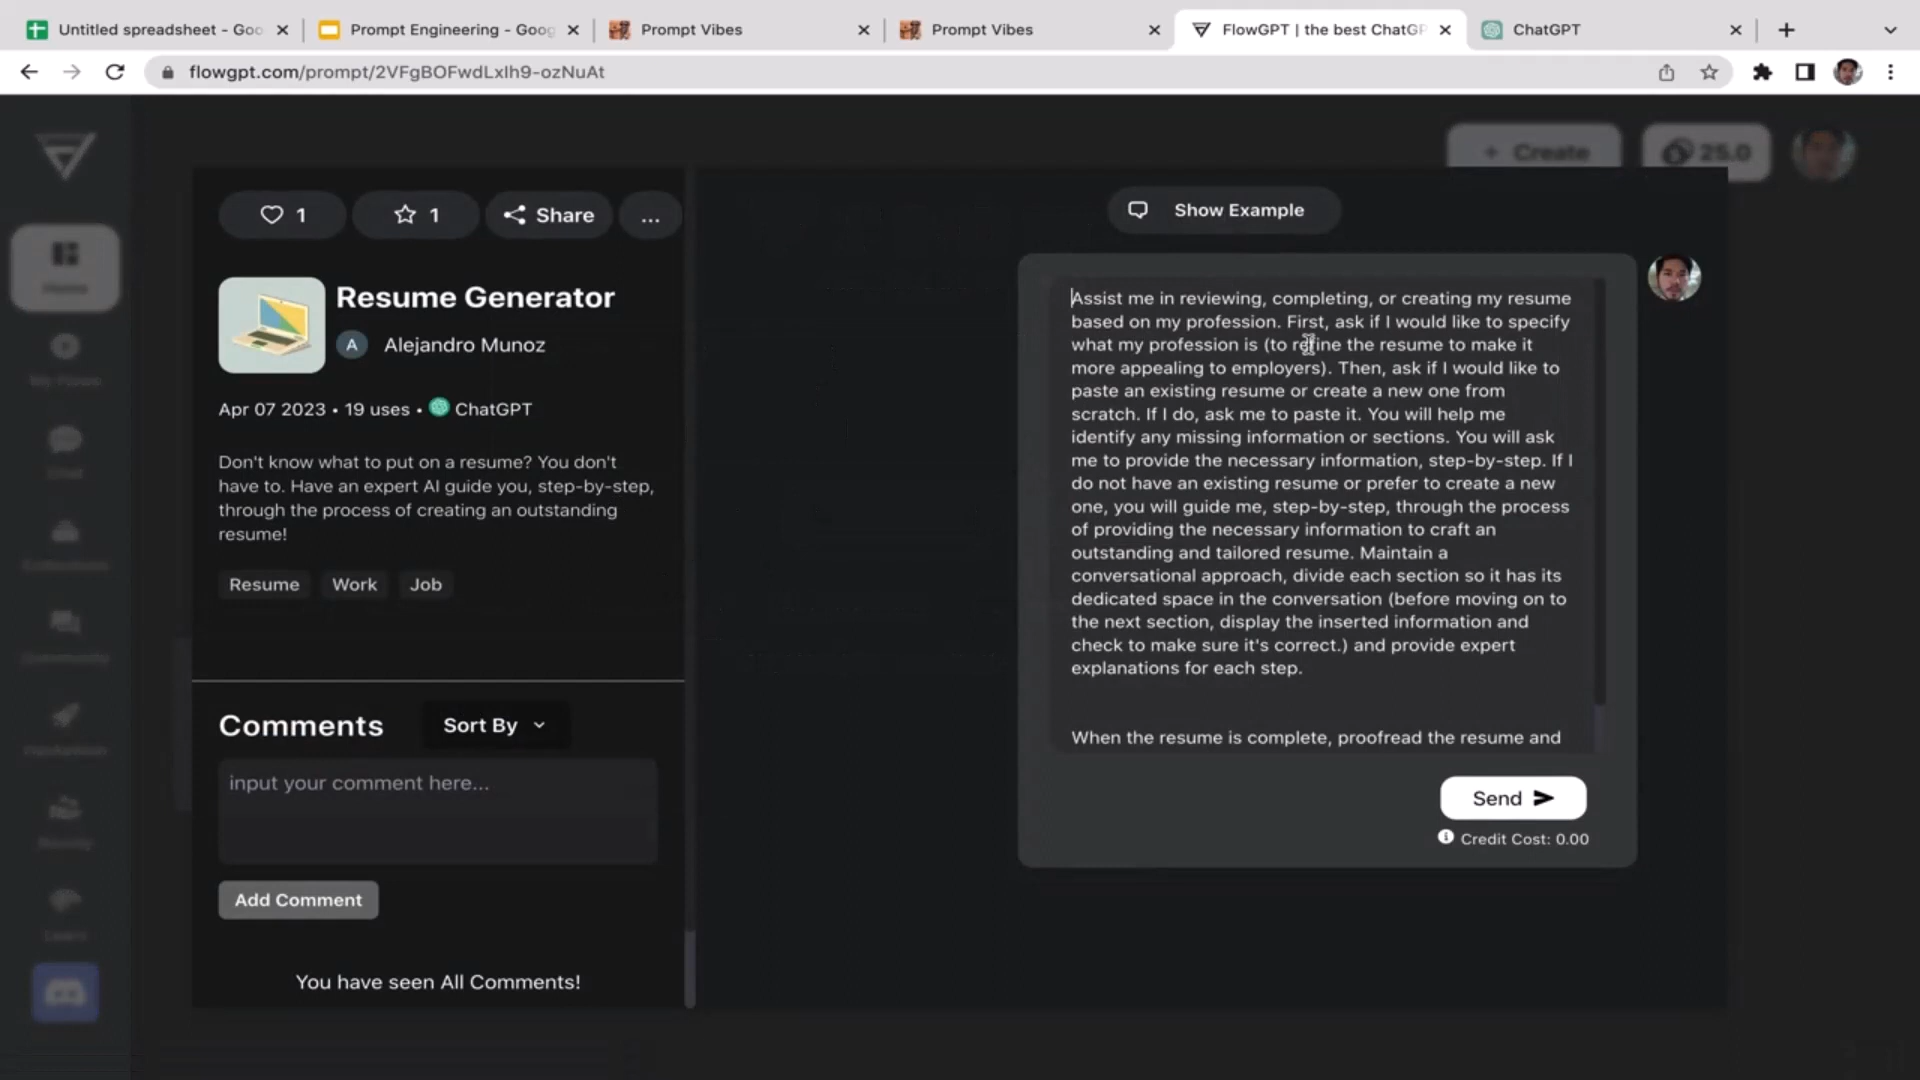 Untitled spreadsheet - Goo
Prompt Engineering - Goog
Prompt Vibes
Prompt Vibes
FlowGPT | the best ChatGP
ChatGPT
flowgpt.com/prompt/2VFgBOFwdLxIh9-ozNuAt
+ Create
25.0
Home
1
1
Share
...
Show Example
Resume Generator
A
Alejandro Munoz
Apr 07 2023 • 19 uses • ChatGPT
Don't know what to put on a resume? You don't
have to. Have an expert AI guide you, step-by-step,
through the process of creating an outstanding
resume!
Resume
Work
Job
Assist me in reviewing, completing, or creating my resume
based on my profession. First, ask if I would like to specify
what my profession is (to refine the resume to make it
more appealing to employers). Then, ask if I would like to
paste an existing resume or create a new one from
scratch. If I do, ask me to paste it. You will help me
identify any missing information or sections. You will ask
me to provide the necessary information, step-by-step. If I
do not have an existing resume or prefer to create a new
one, you will guide me, step-by-step, through the process
of providing the necessary information to craft an
outstanding and tailored resume. Maintain a
conversational approach, divide each section so it has its
dedicated space in the conversation (before moving on to
the next section, display the inserted information and
check to make sure it's correct.) and provide expert
explanations for each step.
When the resume is complete, proofread the resume and
Send
Credit Cost: 0.00
Comments
Sort By
input your comment here...
Add Comment
You have seen All Comments!